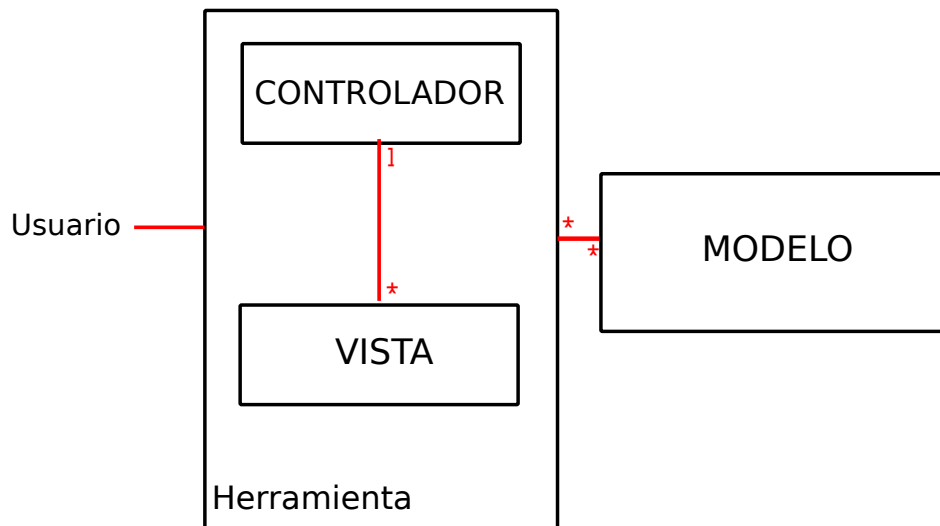 CONTROLADOR
1
Usuario
*
*
MODELO
*
VISTA
Herramienta